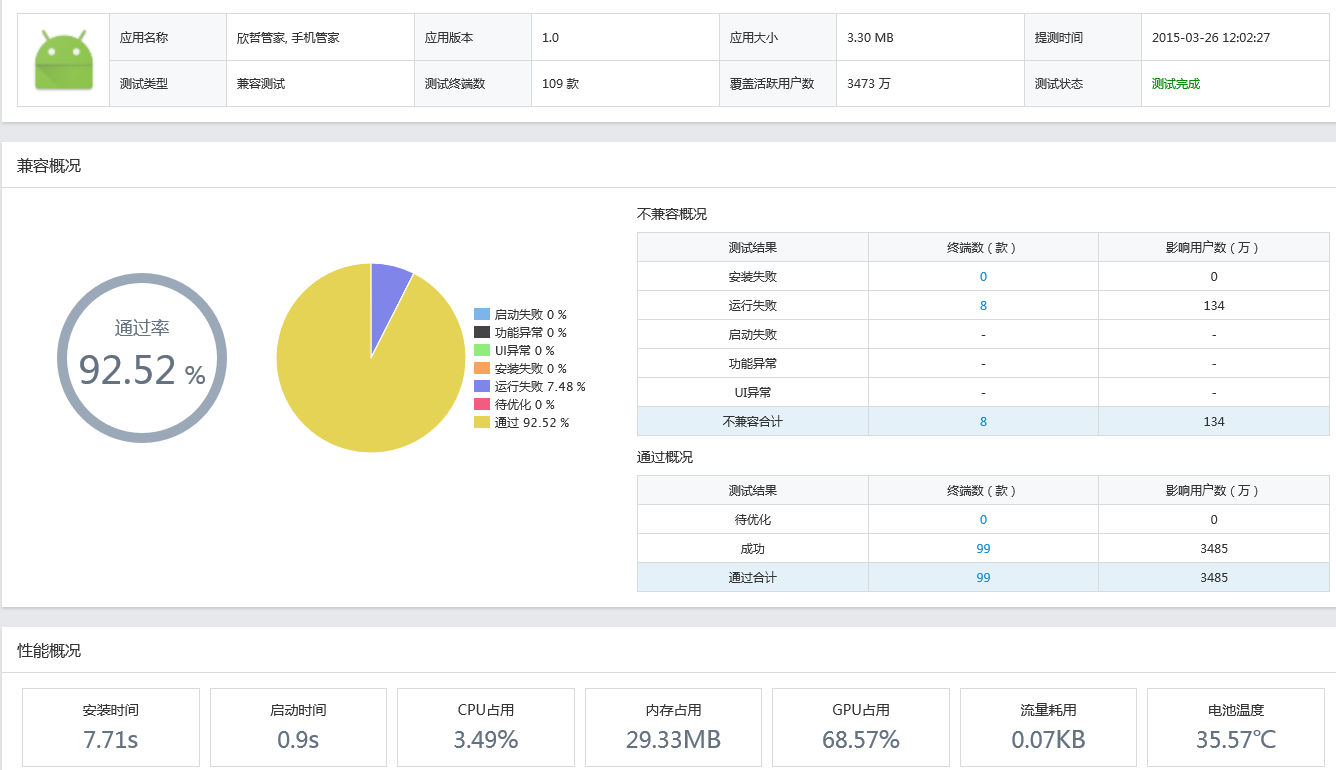 应用名称 欣哲管家, 手机管家 应用版本 1.0 应用大小 3.30 MB 提测时间 2015-03-26 12:02:27
测试类型 兼容测试 测试终端数 109 款 覆盖活跃用户数 3473 万 测试状态 测试完成
兼容概况
通过率
92.52 %
启动失败 0 %
功能异常 0 %
UI异常 0 %
安装失败 0 %
运行失败 7.48 %
待优化 0 %
通过 92.52 %
不兼容概况
测试结果 终端数（款） 影响用户数（万）
安装失败 0 0
运行失败 8 134
启动失败 - -
功能异常 - -
UI异常 - -
不兼容合计 8 134
通过概况
测试结果 终端数（款） 影响用户数（万）
待优化 0 0
成功 99 3485
通过合计 99 3485
性能概况
安装时间 启动时间 CPU占用 内存占用 GPU占用 流量耗用 电池温度
7.71s 0.9s 3.49% 29.33MB 68.57% 0.07KB 35.57℃